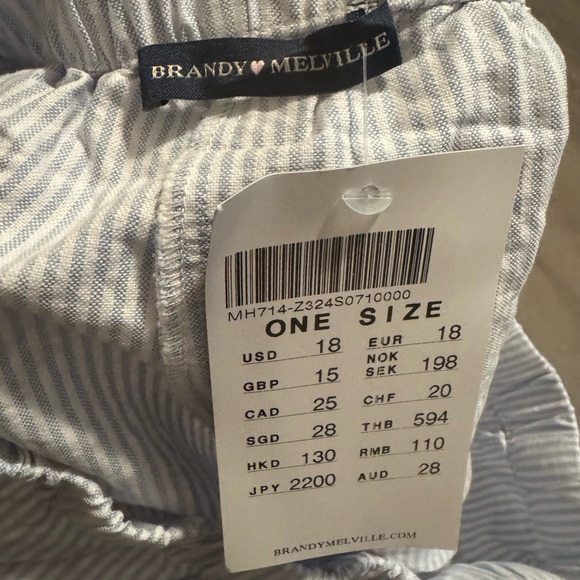 BRANDY♥MELVILLE
MH714-Z324S0710000
ONE SIZE
USD 18 EUR 18
GBP 15 NOK SEK 198
CAD 25 CHF 20
SGD 28 THB 594
HKD 130 RMB 110
JPY 2200 AUD 28
BRANDYMELVILLE.COM